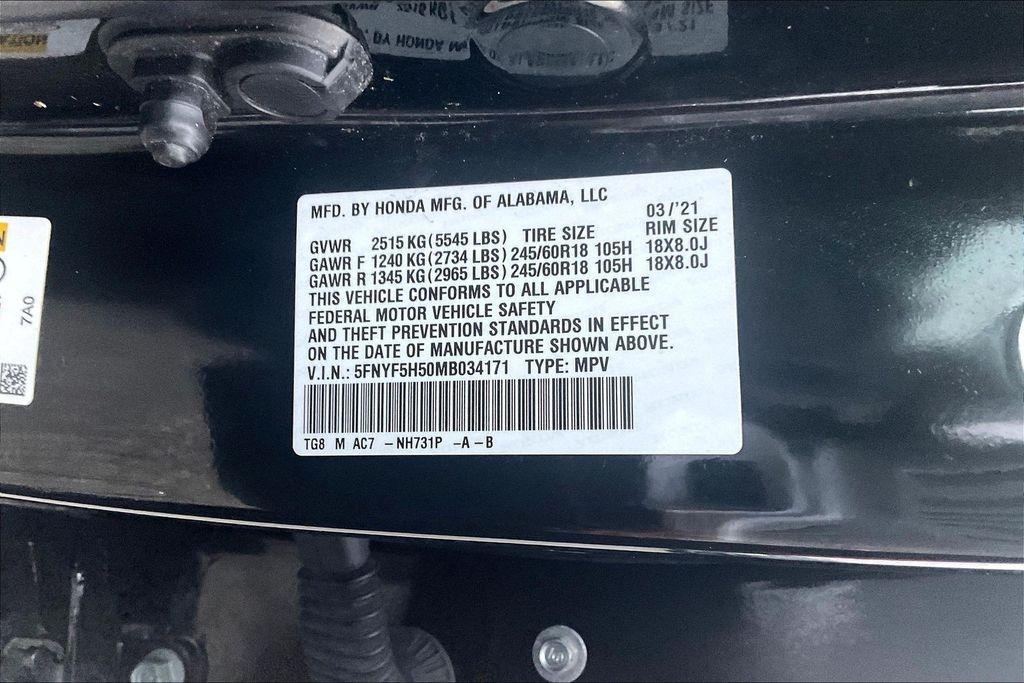 MFD. BY HONDA MFG. OF ALABAMA, LLC
03/'21
GVWR 2515 KG (5545 LBS) TIRE SIZE RIM SIZE
GAWR F 1240 KG (2734 LBS) 245/60R18 105H 18X8.0J
GAWR R 1345 KG (2965 LBS) 245/60R18 105H 18X8.0J
THIS VEHICLE CONFORMS TO ALL APPLICABLE
FEDERAL MOTOR VEHICLE SAFETY
AND THEFT PREVENTION STANDARDS IN EFFECT
ON THE DATE OF MANUFACTURE SHOWN ABOVE.
V.I.N.: 5FNYF5H50MB034171 TYPE: MPV
TG8 M AC7 -NH731P -A-B
7A0